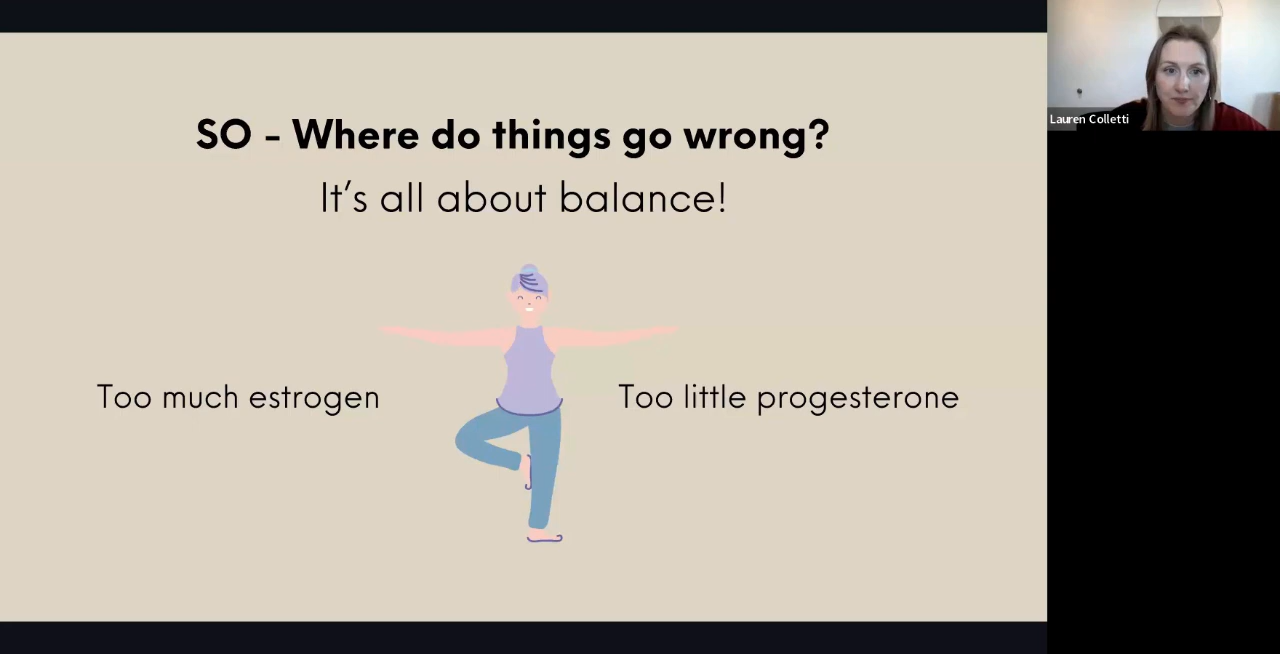 SO - Where do things go wrong?
It's all about balance!
Too much estrogen
Too little progesterone
Lauren Colletti